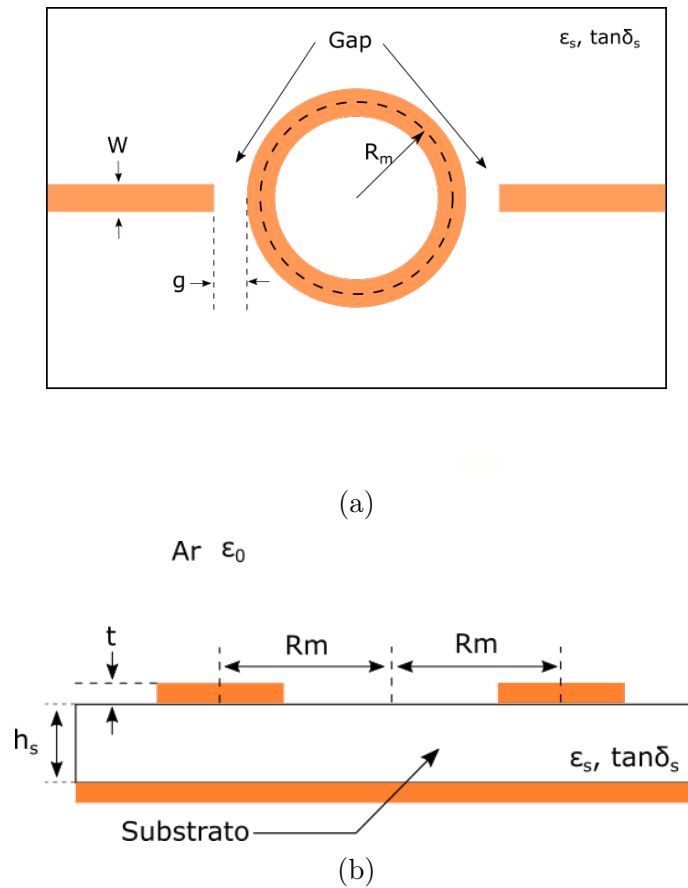 Gap
εs, tanδs
W
Rm
g
(a)
Ar ε0
t
Rm
Rm
hs
εs, tanδs
Substrato
(b)